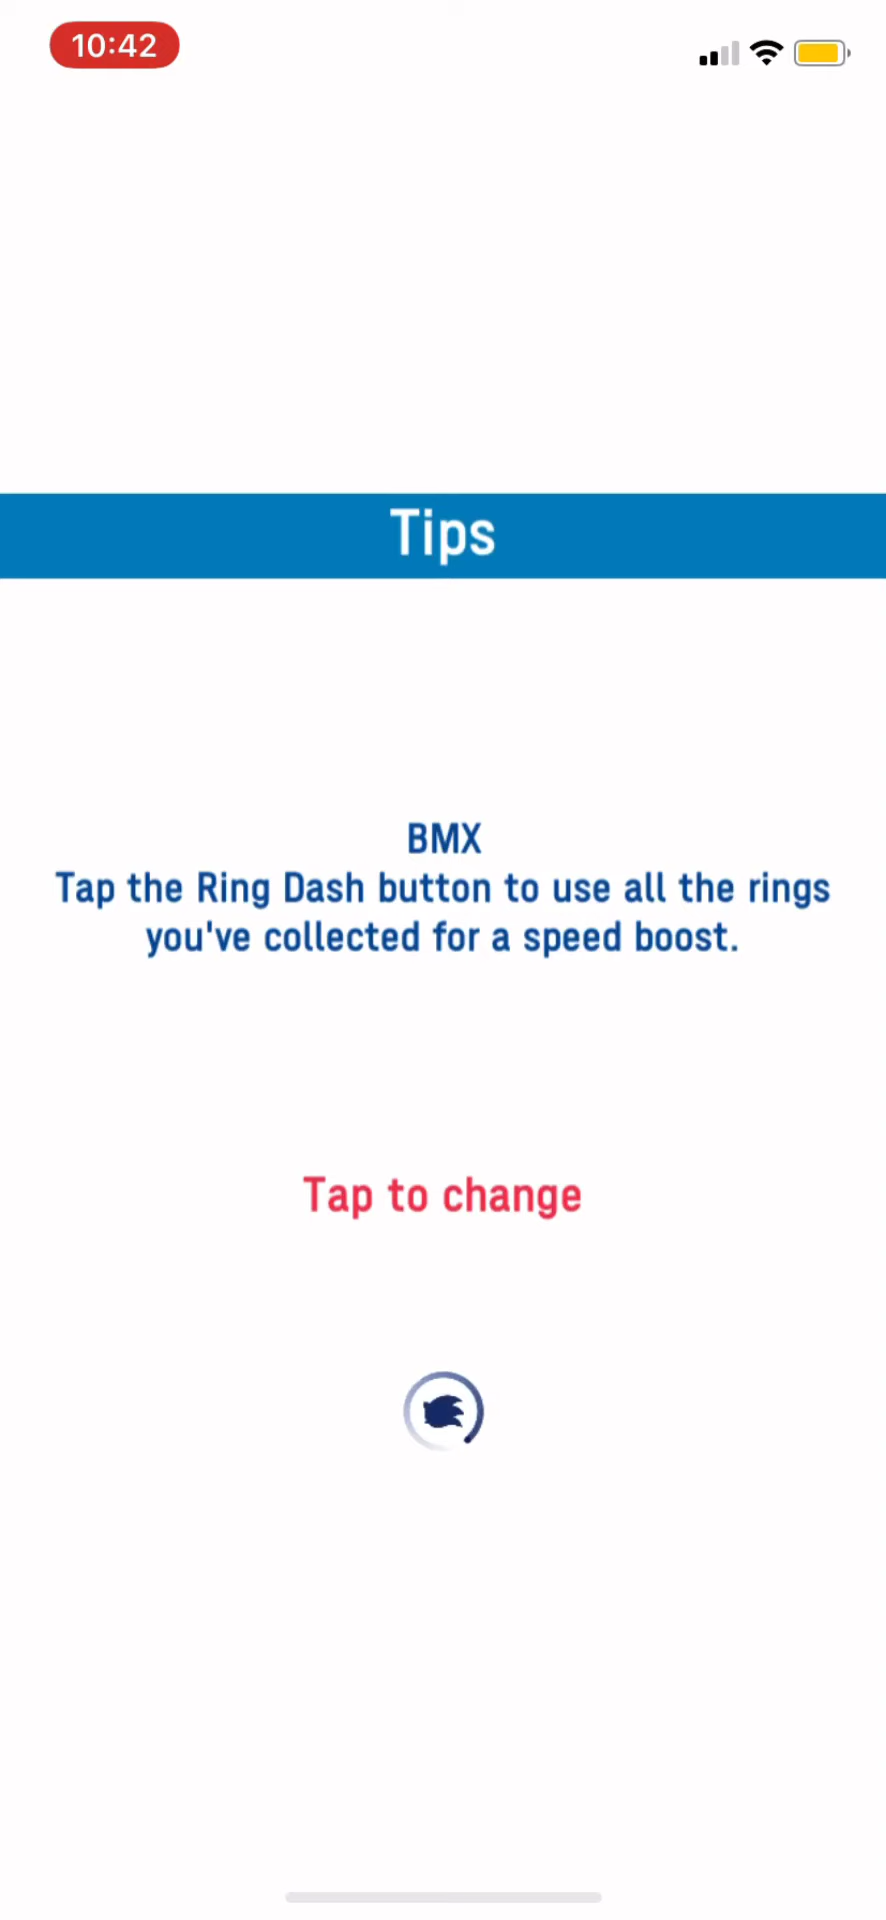 10:42
Tips
BMX
Tap the Ring Dash button to use all the rings
you've collected for a speed boost.
Tap to change